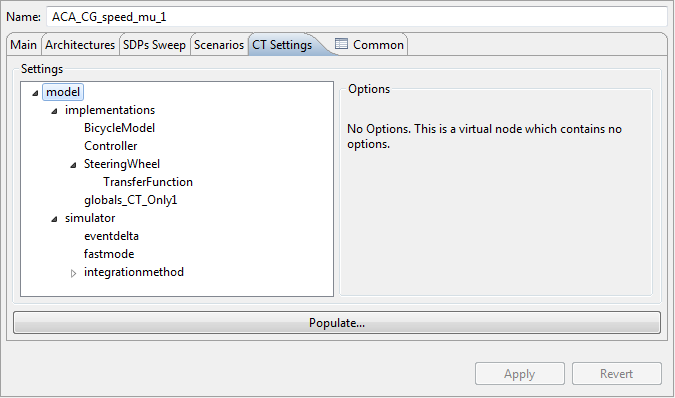 Name: ACA_CG_speed_mu_1
Main Architectures SDPs Sweep Scenarios CT Settings Common
Settings
model
implementations
BicycleModel
Controller
SteeringWheel
TransferFunction
globals_CT_Only1
simulator
eventdelta
fastmode
integrationmethod
Options
No Options. This is a virtual node which contains no
options.
Populate...
Apply Revert